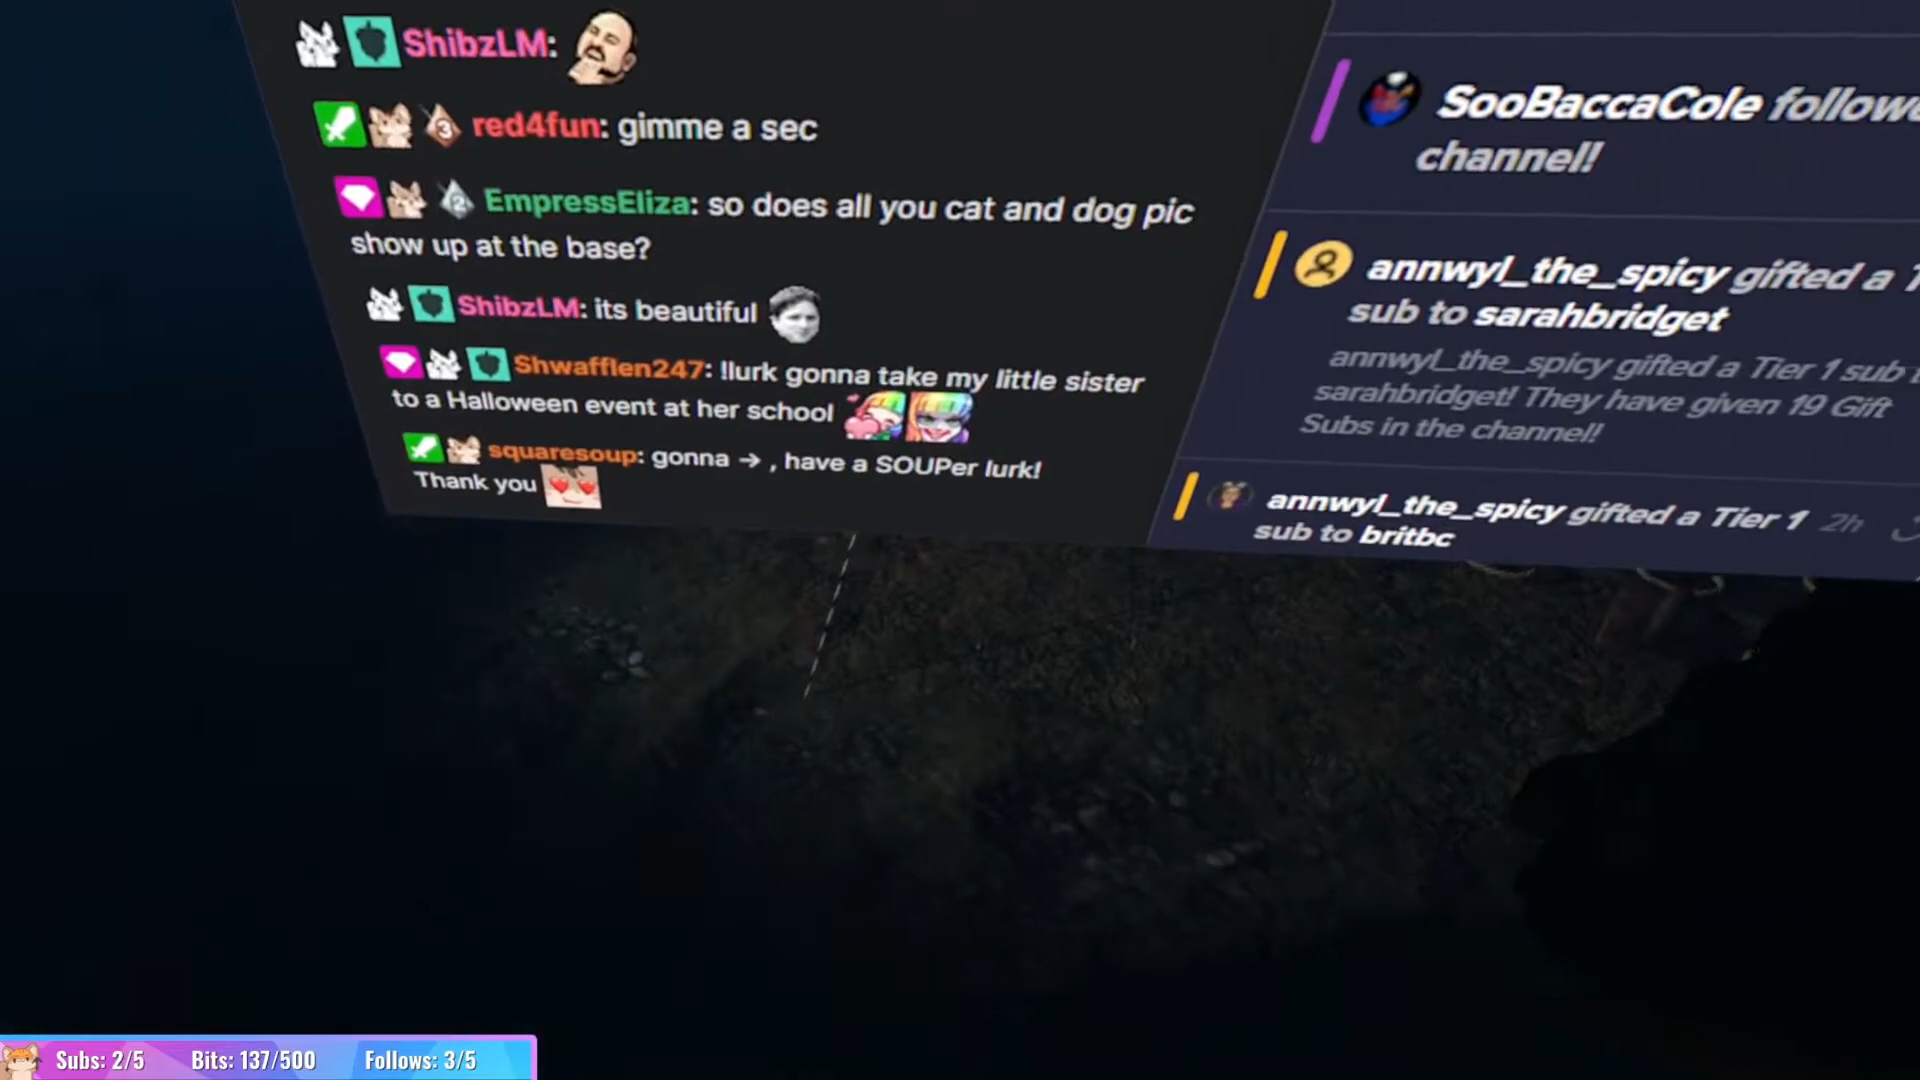 ShibzLM:
3 red4fun: gimme a sec
2 EmpressEliza: so does all you cat and dog pic
show up at the base?
ShibzLM: its beautiful
Shwafflen247: !lurk gonna take my little sister
to a Halloween event at her school
squaresoup: gonna → , have a SOUPer lurk!
Thank you
SooBaccaCole
channel!
annwyl_the_spicy gifted a
sub to sarahbridget
annwyl_the_spicy gifted a Tier 1 sub
sarahbridget! They have given 19 Gift
Subs in the channel!
annwyl_the_spicy gifted a Tier 1 2h
sub to britbc
Subs: 2/5 Bits: 137/500 Follows: 3/5